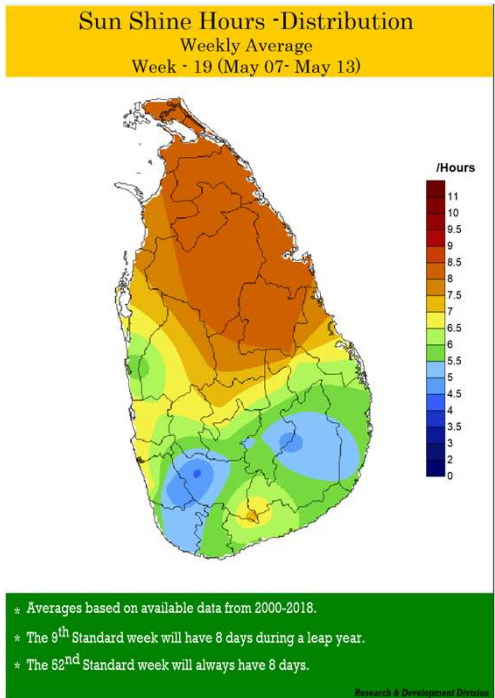 Sun Shine Hours -Distribution
Weekly Average
Week - 19 (May 07- May 13)
/Hours
11
10
9.5
9
8.5
8
7.5
7
6.5
6
5.5
5
4.5
4
3.5
3
2
0
* Averages based on available data from 2000-2018.
* The 9th Standard week will have 8 days during a leap year.
* The 52nd Standard week will always have 8 days.
Research & Development Division